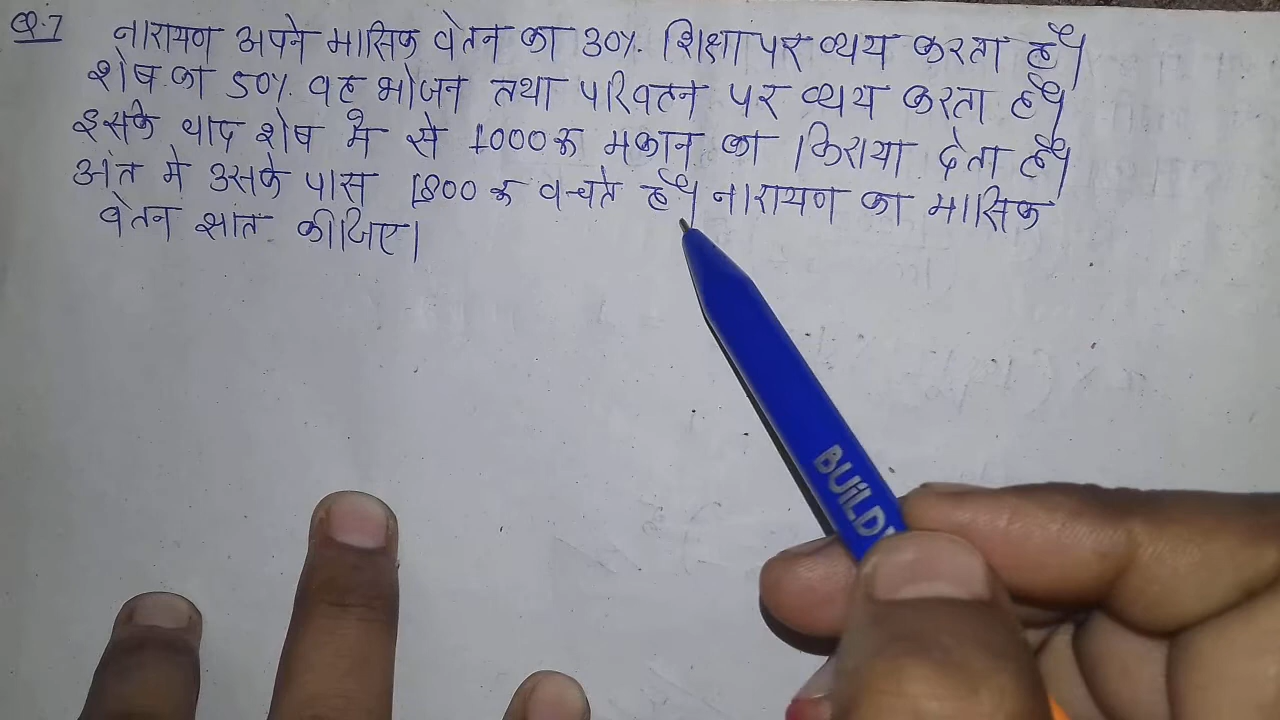 Q.7 नारायण अपने मासिक वेतन का 30% शिक्षा पर व्यय करता है।
शेष का 50% वह भोजन तथा परिवहन पर व्यय करता है।
इसके बाद शेष मे से 1000 रू मकान का किराया देता है।
अंत मे उसके पास 1800 रू बचते है। नारायण का मासिक
वेतन ज्ञात कीजिए।
BUILD